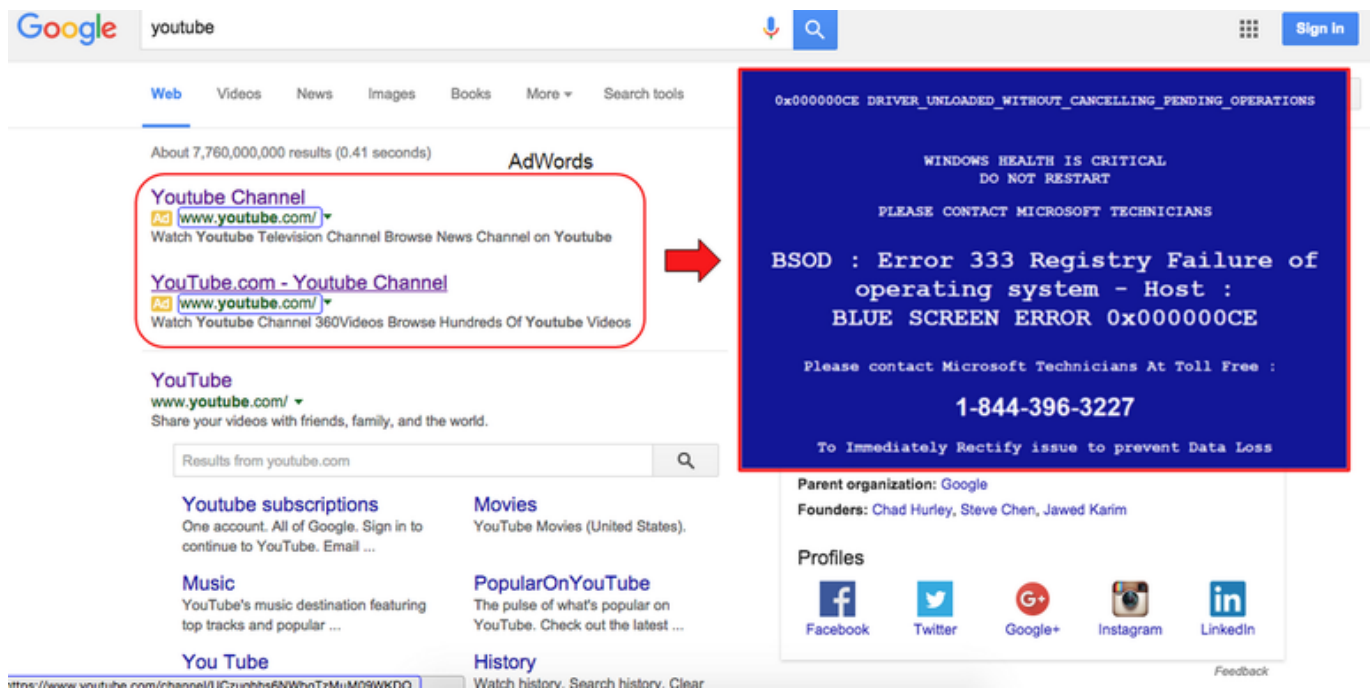 Google
youtube
Sign in
Web Videos News Images Books More Search tools
About 7,760,000,000 results (0.41 seconds)
AdWords
Youtube Channel
Ad www.youtube.com/
Watch Youtube Television Channel Browse News Channel on Youtube
YouTube.com - Youtube Channel
Ad www.youtube.com/
Watch Youtube Channel 360Videos Browse Hundreds Of Youtube Videos
YouTube
www.youtube.com/
Share your videos with friends, family, and the world.
Results from youtube.com
Youtube subscriptions
One account. All of Google. Sign in to
continue to YouTube. Email ...
Movies
YouTube Movies (United States).
Music
YouTube's music destination featuring
top tracks and popular ...
PopularOnYouTube
The pulse of what's popular on
YouTube. Check out the latest ...
You Tube
History
Watch history. Search history. Clear
0x000000CE DRIVER_UNLOADED_WITHOUT_CANCELLING_PENDING_OPERATIONS
WINDOWS HEALTH IS CRITICAL
DO NOT RESTART
PLEASE CONTACT MICROSOFT TECHNICIANS
BSOD : Error 333 Registry Failure of
operating system - Host :
BLUE SCREEN ERROR 0x000000CE
Please contact Microsoft Technicians At Toll Free :
1-844-396-3227
To Immediately Rectify issue to prevent Data Loss
Parent organization: Google
Founders: Chad Hurley, Steve Chen, Jawed Karim
Profiles
Facebook Twitter Google+ Instagram LinkedIn
Feedback